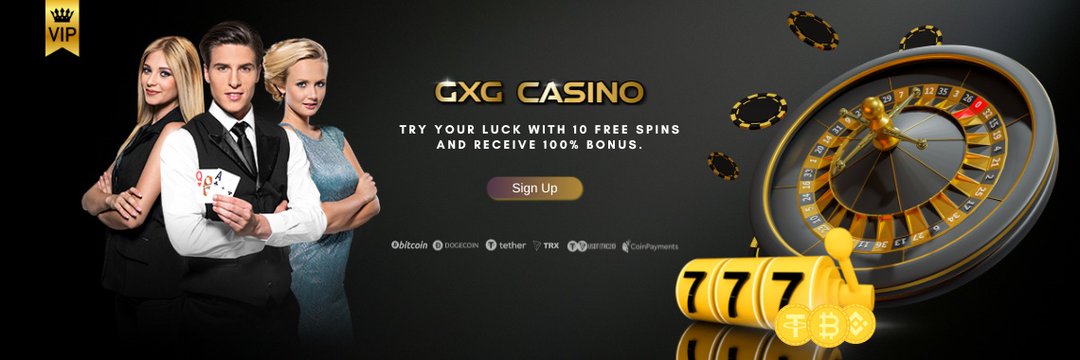 VIP
GXG CASINO
TRY YOUR LUCK WITH 10 FREE SPINS
AND RECEIVE 100% BONUS.
Sign Up
bitcoin DOGECOIN tether TRX CoinPayments
777